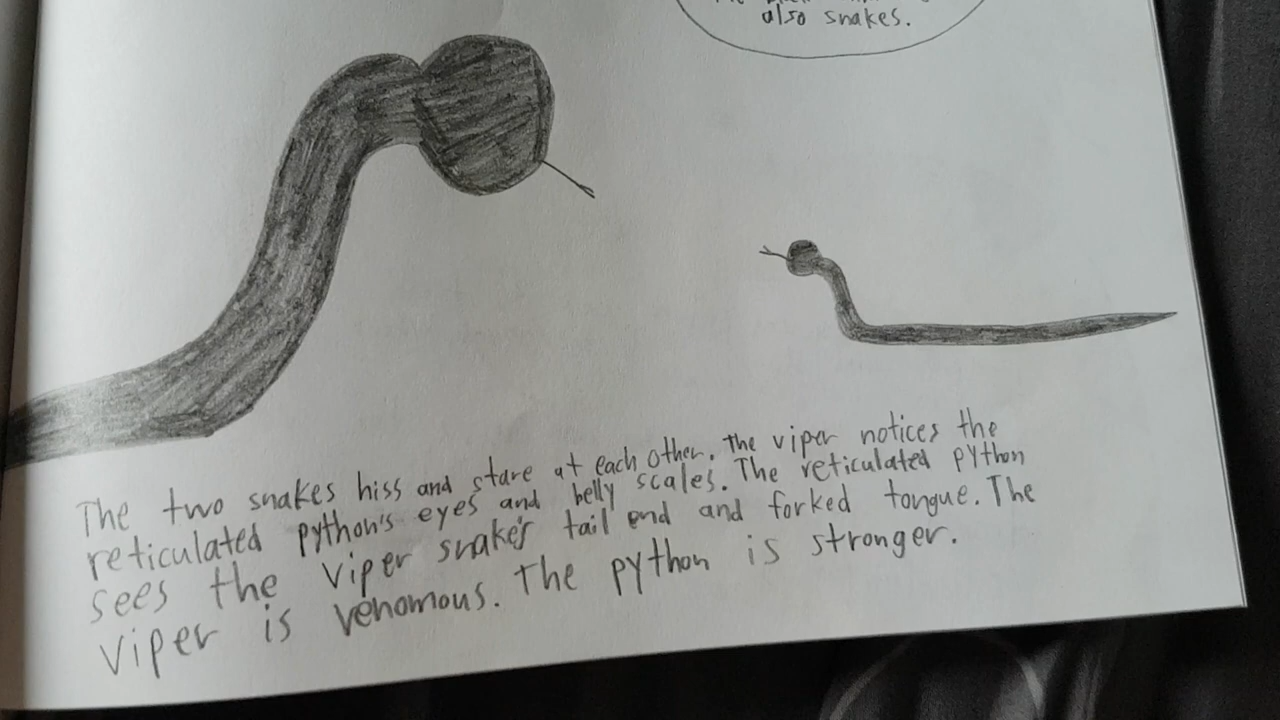 also snakes.
The two snakes hiss and stare at each other. The viper notices the
reticulated python's eyes and belly scales. The reticulated python
sees the viper snake's tail end and forked tongue. The
viper is venomous. The python is stronger.